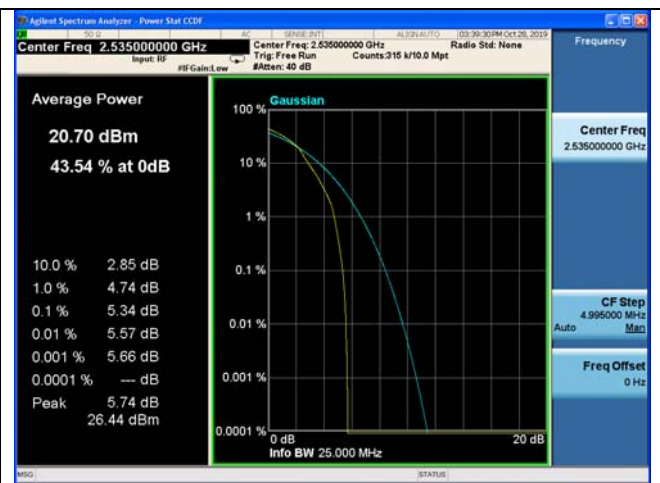 Agilent Spectrum Analyzer - Power Stat CCDF
50 Ω AC SENSE:INT ALIGN AUTO 03:39:30 PM Oct 28, 2019
Center Freq 2.535000000 GHz
Center Freq: 2.535000000 GHz Radio Std: None
Input: RF Trig: Free Run Counts:315 k/10.0 Mpt
#IFGain:Low #Atten: 40 dB
Frequency
Average Power
20.70 dBm
43.54 % at 0dB
10.0 % 2.85 dB
1.0 % 4.74 dB
0.1 % 5.34 dB
0.01 % 5.57 dB
0.001 % 5.66 dB
0.0001 % --- dB
Peak 5.74 dB
26.44 dBm
Gaussian
100 %
10 %
1 %
0.1 %
0.01 %
0.001 %
0.0001 %
0 dB 20 dB
Info BW 25.000 MHz
Center Freq
2.535000000 GHz
CF Step
4.995000 MHz
Auto Man
Freq Offset
0 Hz
MSG STATUS